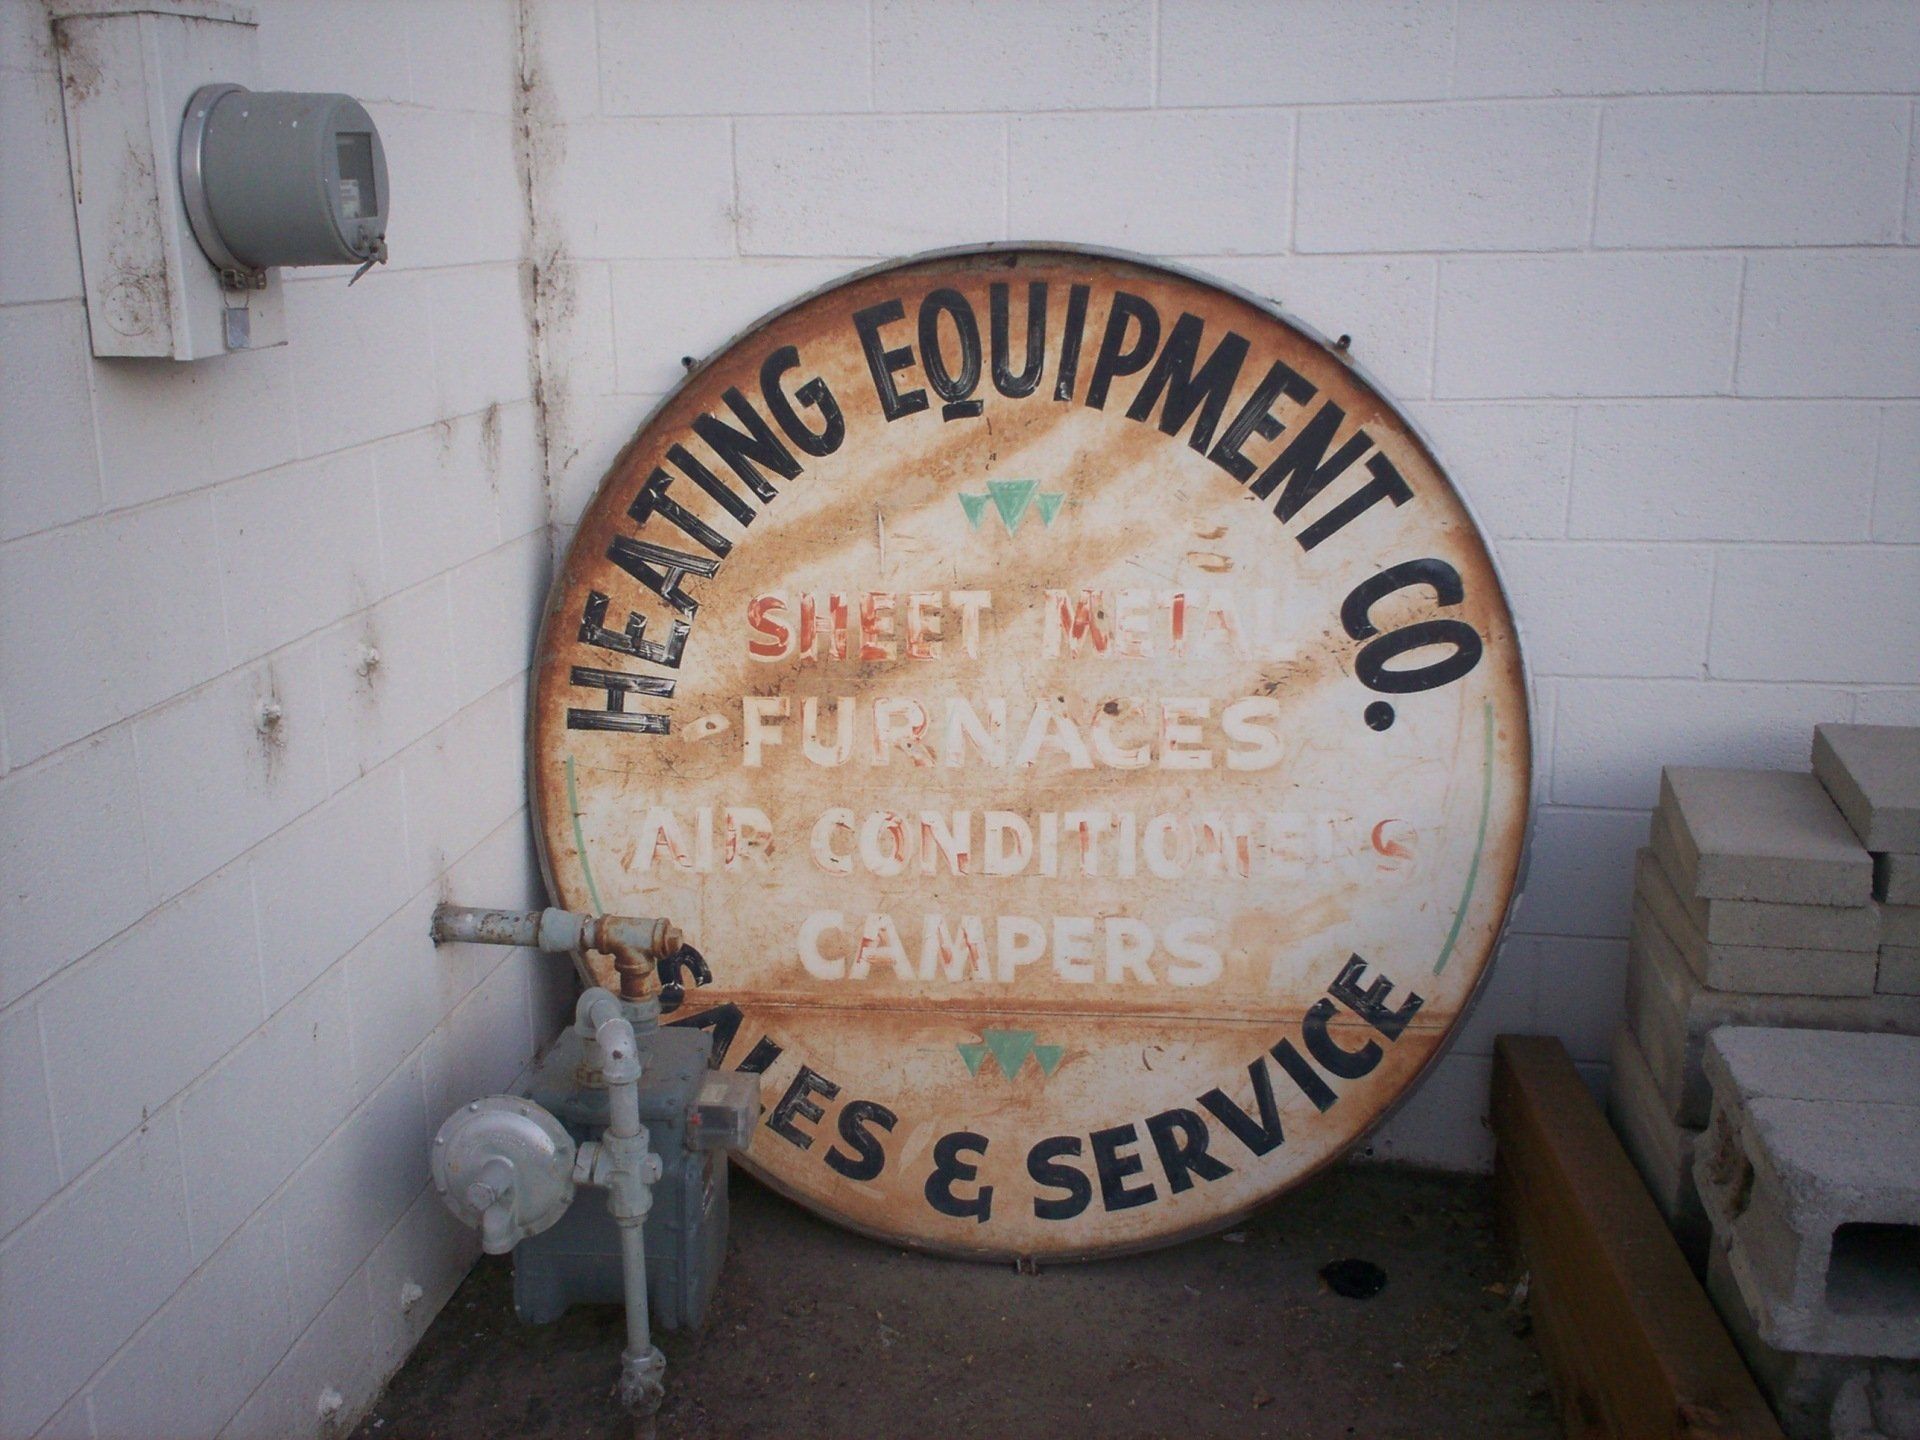 HEATING EQUIPMENT CO.
SHEET METAL
FURNACES
AIR CONDITIONERS
CAMPERS
SALES & SERVICE